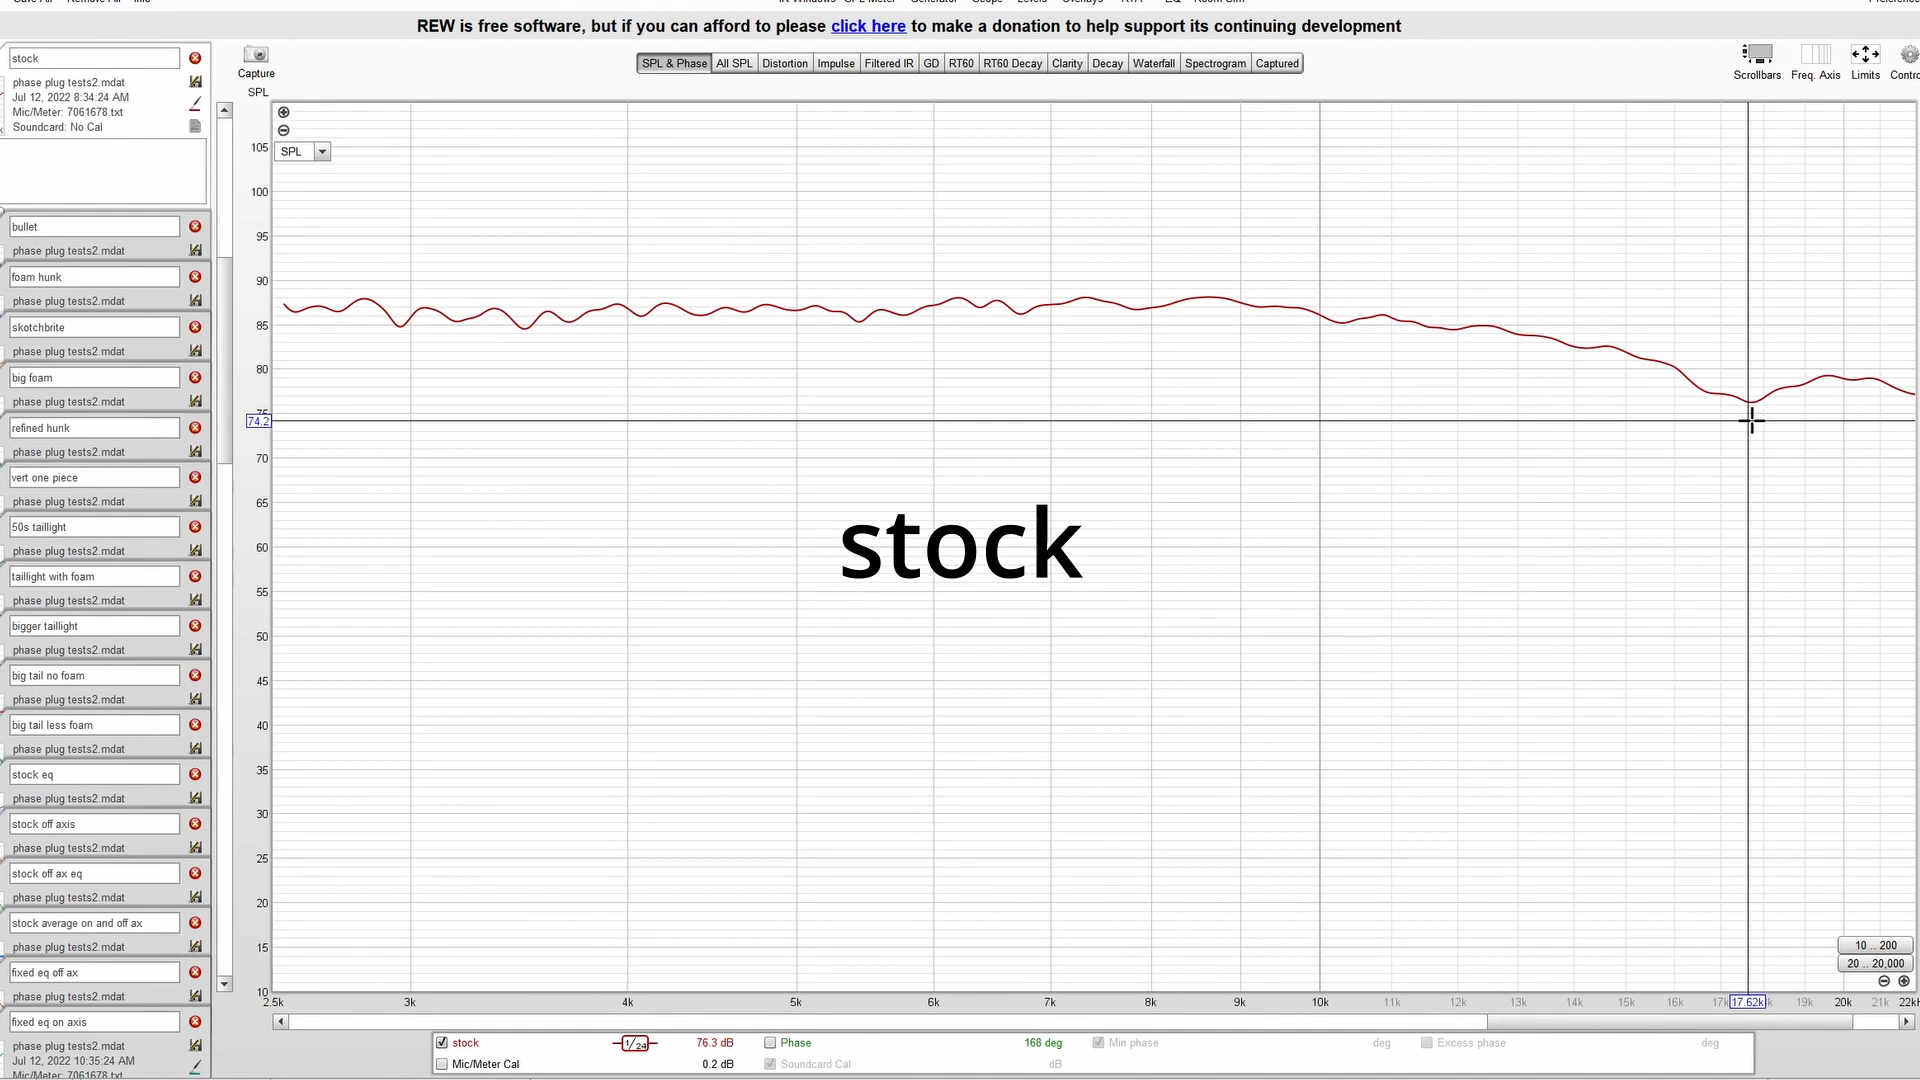 REW is free software, but if you can afford to please click here to make a donation to help support its continuing development
stock
phase plug tests2.mdat
Jul 12, 2022 8:34:24 AM
Mic/Meter: 7061678.txt
Soundcard: No Cal
Capture
SPL & Phase
All SPL
Distortion
Impulse
Filtered IR
GD
RT60
RT60 Decay
Clarity
Decay
Waterfall
Spectrogram
Captured
Scrollbars
Freq. Axis
Limits
SPL
SPL
105
100
95
90
85
80
74.2
70
65
60
55
50
45
40
35
30
25
20
15
10
bullet
phase plug tests2.mdat
foam hunk
phase plug tests2.mdat
skotchbrite
phase plug tests2.mdat
big foam
phase plug tests2.mdat
refined hunk
phase plug tests2.mdat
vert one piece
phase plug tests2.mdat
50s taillight
phase plug tests2.mdat
taillight with foam
phase plug tests2.mdat
bigger taillight
phase plug tests2.mdat
big tail no foam
phase plug tests2.mdat
big tail less foam
phase plug tests2.mdat
stock eq
phase plug tests2.mdat
stock off axis
phase plug tests2.mdat
stock off ax eq
phase plug tests2.mdat
stock average on and off ax
phase plug tests2.mdat
fixed eq off ax
phase plug tests2.mdat
fixed eq on axis
phase plug tests2.mdat
Jul 12, 2022 10:35:24 AM
Mic/Meter: 7061678.txt
stock
10 .. 200
20 .. 20,000
2.5k 3k 4k 5k 6k 7k 8k 9k 10k 11k 12k 13k 14k 15k 16k 17k 17.62k 19k 20k 21k
stock 1/24 76.3 dB Phase 168 deg Min phase deg Excess phase deg
Mic/Meter Cal 0.2 dB Soundcard Cal dB